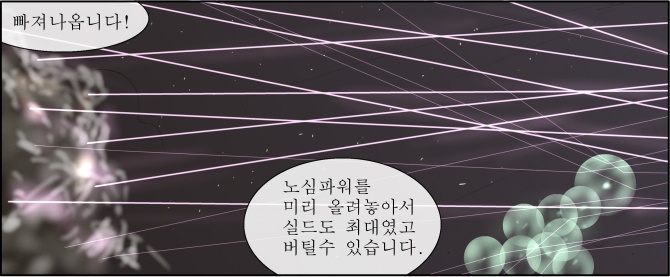 빠져나옵니다!
노심파워를
미리 올려놓아서
실드도 최대였고
버틸수 있습니다.